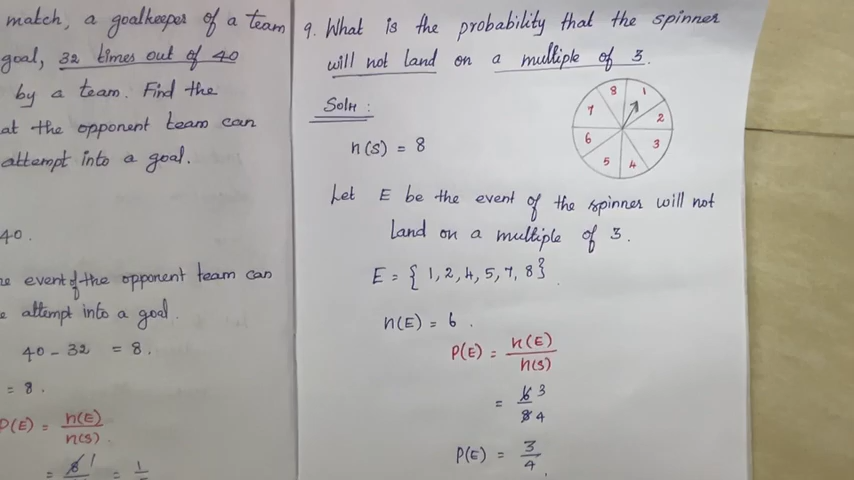 match, a goalkeeper of a team
goal, 32 times out of 40
by a team. Find the
at the opponent team can
attempt into a goal.
40.
e event of the opponent team can
e attempt into a goal.
40 - 32 = 8.
= 8.
P(E) = n(E)
n(S).
= 8 1 = 1
9. What is the probability that the spinner
will not land on a multiple of 3.
Soln :
8 1
7 2
6 3
5 4
n(S) = 8
Let E be the event of the spinner will not
Land on a multiple of 3.
E = { 1, 2, 4, 5, 7, 8 } .
n(E) = 6 .
P(E) = n(E)
n(S)
= 6 3
8 4
P(E) = 3
4 .